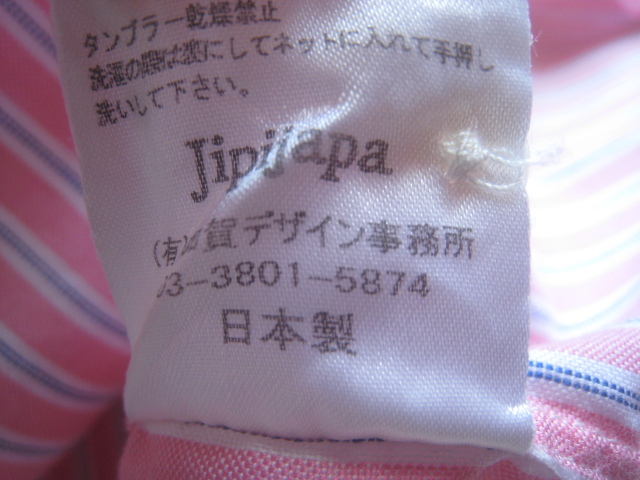 タンブラー乾燥禁止
洗濯の際は裏にしてネットに入れて手押し
洗いして下さい。
Jipijapa
(有) 賀デザイン事務所
03-3801-5874
日本製